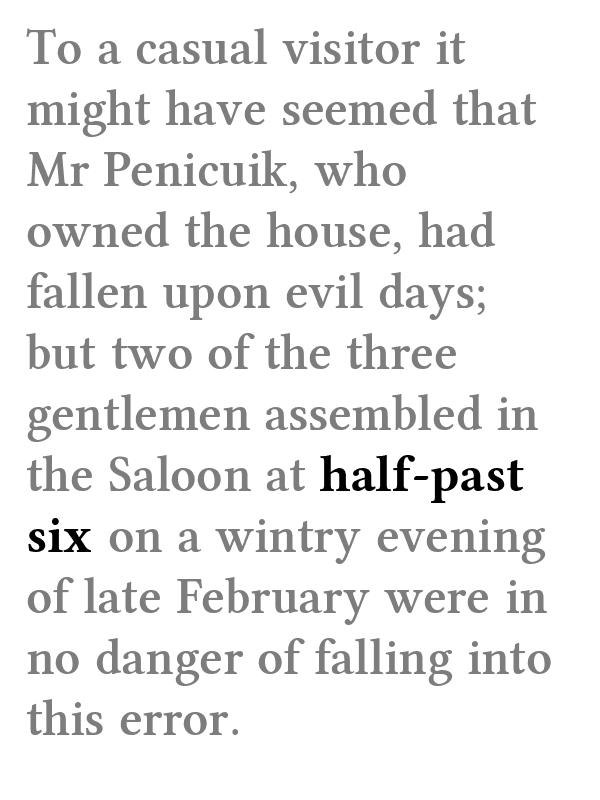 To a casual visitor it
might have seemed that
Mr Penicuik, who
owned the house, had
fallen upon evil days;
but two of the three
gentlemen assembled in
the Saloon at half-past
six on a wintry evening
of late February were in
no danger of falling into
this error.